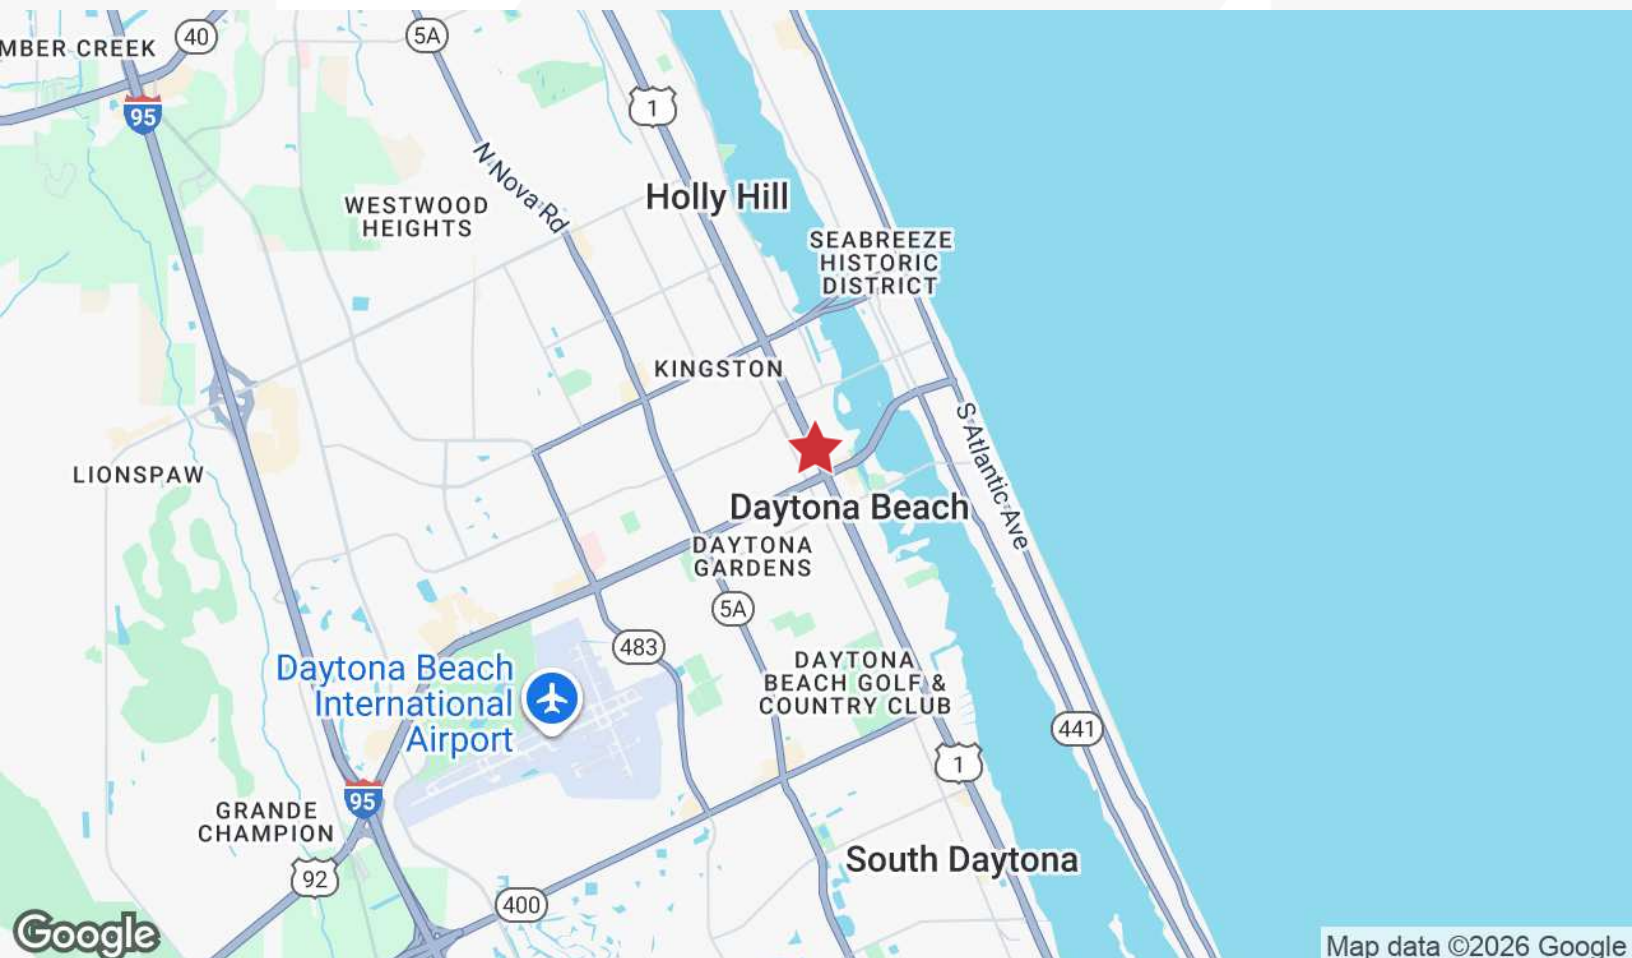 MBER CREEK
40
5A
95
1
N Nova Rd
Holly Hill
WESTWOOD
HEIGHTS
SEABREEZE
HISTORIC
DISTRICT
KINGSTON
S Atlantic Ave
LIONSPAW
Daytona Beach
DAYTONA
GARDENS
5A
483
Daytona Beach
International
Airport
DAYTONA
BEACH GOLF &
COUNTRY CLUB
441
1
95
GRANDE
CHAMPION
92
South Daytona
400
Google
Map data ©2026 Google